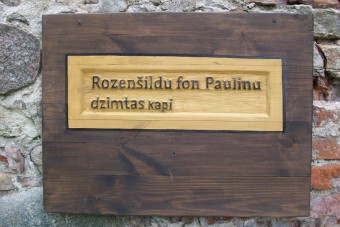 Rozenšildu fon Paulinu
dzimtas kapi